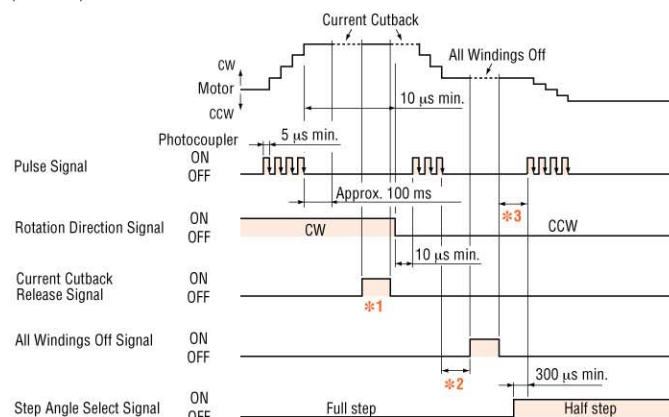 Current Cutback
All Windings Off
CW
Motor
CCW
10 μs min.
Photocoupler
5 μs min.
Pulse Signal
ON
OFF
Approx. 100 ms
*3
Rotation Direction Signal
ON
OFF
CW
CCW
10 μs min.
Current Cutback
Release Signal
ON
OFF
*1
All Windings Off Signal
ON
OFF
*2
300 μs min.
Step Angle Select Signal
ON
OFF
Full step
Half step